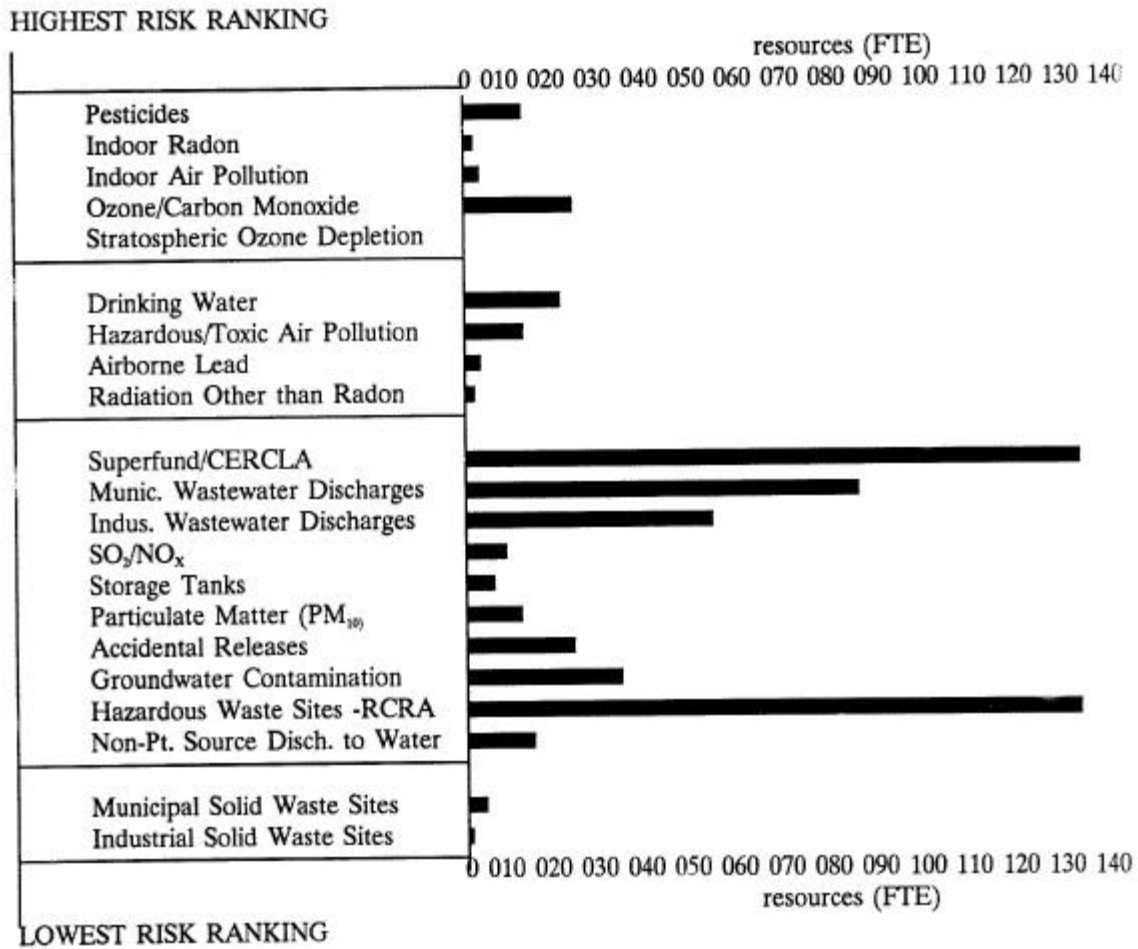 HIGHEST RISK RANKING
resources (FTE)
0 010 020 030 040 050 060 070 080 090 100 110 120 130 140
Pesticides
Indoor Radon
Indoor Air Pollution
Ozone/Carbon Monoxide
Stratospheric Ozone Depletion
Drinking Water
Hazardous/Toxic Air Pollution
Airborne Lead
Radiation Other than Radon
Superfund/CERCLA
Munic. Wastewater Discharges
Indus. Wastewater Discharges
SO₂/NOₓ
Storage Tanks
Particulate Matter (PM₁₀)
Accidental Releases
Groundwater Contamination
Hazardous Waste Sites -RCRA
Non-Pt. Source Disch. to Water
Municipal Solid Waste Sites
Industrial Solid Waste Sites
0 010 020 030 040 050 060 070 080 090 100 110 120 130 140
resources (FTE)
LOWEST RISK RANKING